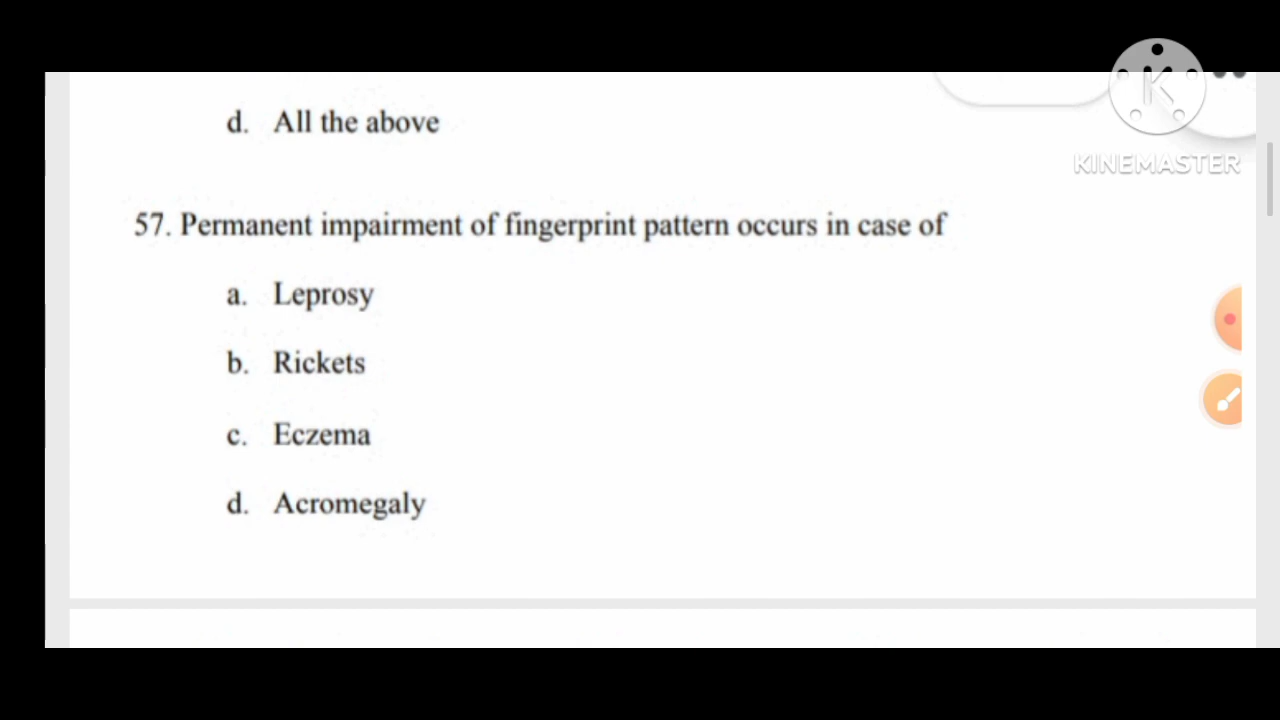 d. All the above
KINEMASTER
57. Permanent impairment of fingerprint pattern occurs in case of
a. Leprosy
b. Rickets
c. Eczema
d. Acromegaly